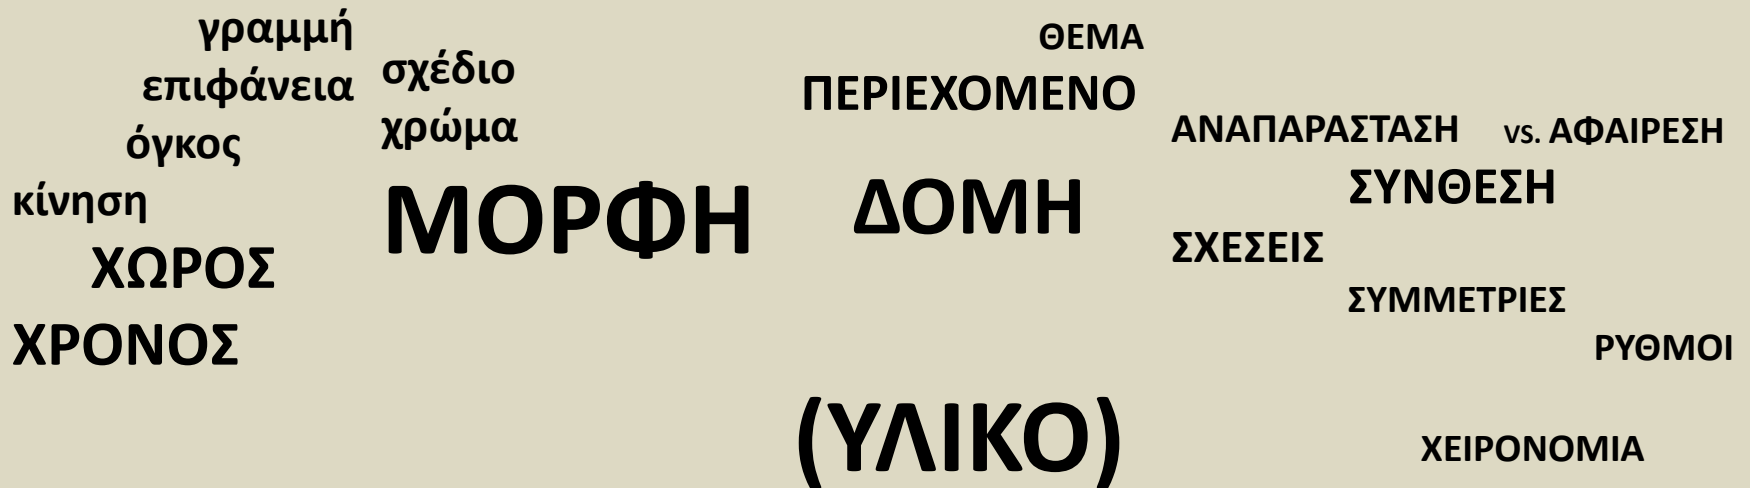 γραμμή
επιφάνεια
όγκος
κίνηση
ΧΩΡΟΣ
ΧΡΟΝΟΣ
σχέδιο
χρώμα
ΜΟΡΦΗ
ΘΕΜΑ
ΠΕΡΙΕΧΟΜΕΝΟ
ΔΟΜΗ
(ΥΛΙΚΟ)
ΑΝΑΠΑΡΑΣΤΑΣΗ vs. ΑΦΑΙΡΕΣΗ
ΣΥΝΘΕΣΗ
ΣΧΕΣΕΙΣ
ΣΥΜΜΕΤΡΙΕΣ
ΡΥΘΜΟΙ
ΧΕΙΡΟΝΟΜΙΑ